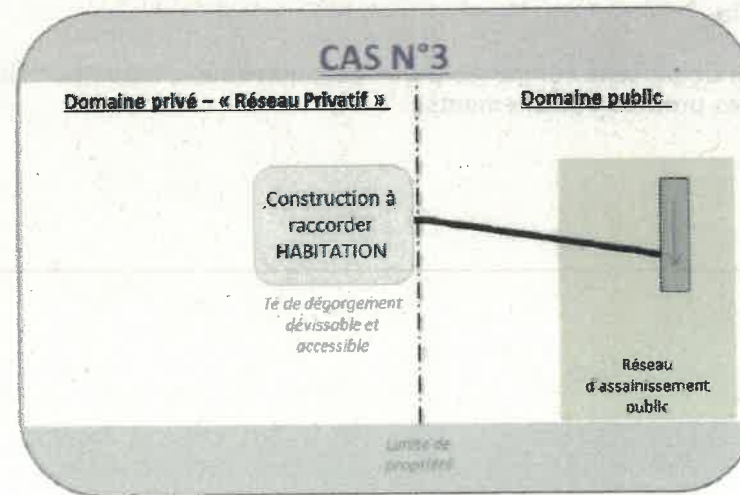 CAS N°3
Domaine privé – « Réseau Privatif »
Domaine public
Construction à
raccorder
HABITATION
Té de dégorgement
dévissable et
accessible
Réseau
d'assainissement
public
Limite de
propriété